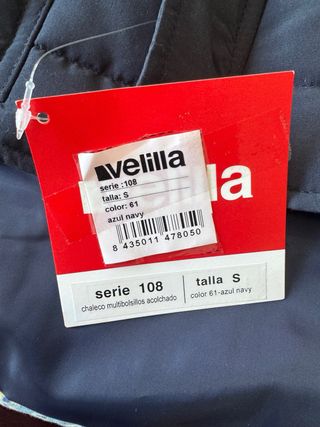 velilla
serie :108
talla: S
color: 61
azul navy
8 435011 478050
lla
serie 108
chaleco multibolsillos acolchado
talla S
color 61-azul navy